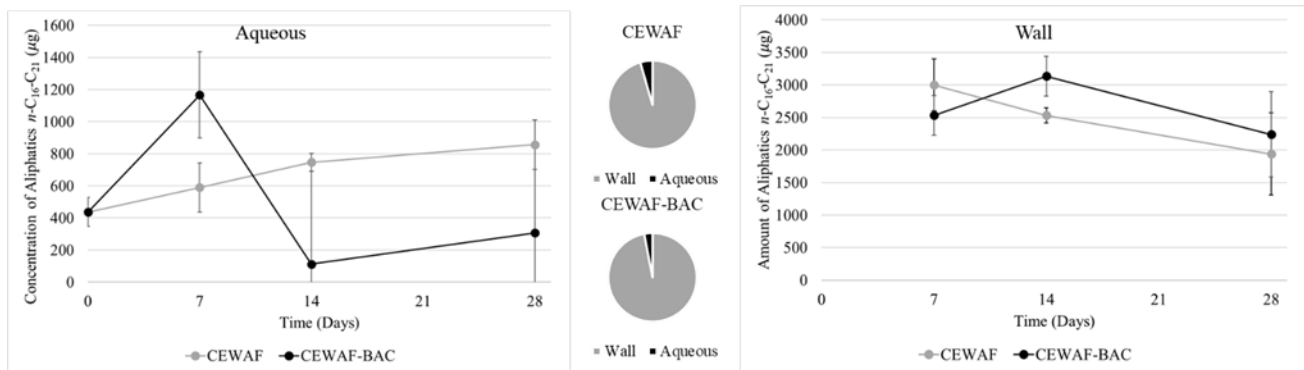 Aqueous
Concentration of Aliphatics n-C16-C21 (µg)
1600
1400
1200
1000
800
600
400
200
0
0 7 14 21 28
Time (Days)
CEWAF CEWAF-BAC
CEWAF
Wall Aqueous
CEWAF-BAC
Wall Aqueous
Wall
Amount of Aliphatics n-C16-C21 (µg)
4000
3500
3000
2500
2000
1500
1000
500
0
0 7 14 21 28
Time (Days)
CEWAF CEWAF-BAC